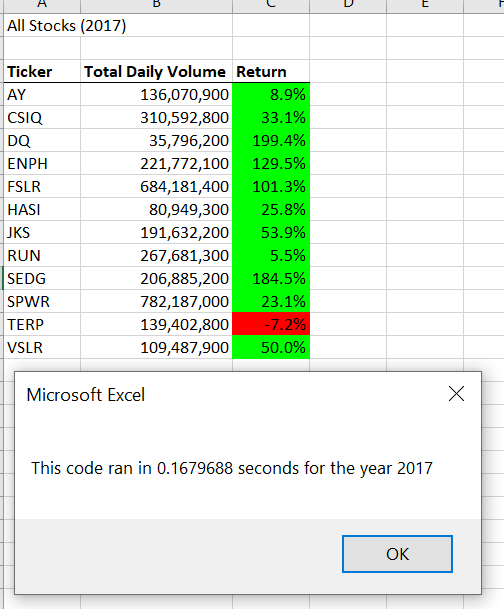 A B C D E
All Stocks (2017)
Ticker Total Daily Volume Return
AY 136,070,900 8.9%
CSIQ 310,592,800 33.1%
DQ 35,796,200 199.4%
ENPH 221,772,100 129.5%
FSLR 684,181,400 101.3%
HASI 80,949,300 25.8%
JKS 191,632,200 53.9%
RUN 267,681,300 5.5%
SEDG 206,885,200 184.5%
SPWR 782,187,000 23.1%
TERP 139,402,800 -7.2%
VSLR 109,487,900 50.0%
Microsoft Excel
This code ran in 0.1679688 seconds for the year 2017
OK